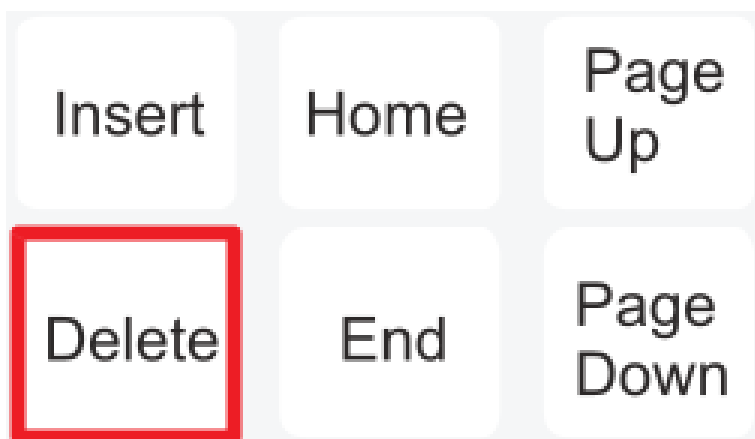 Insert
Home
Page
Up
Delete
End
Page
Down